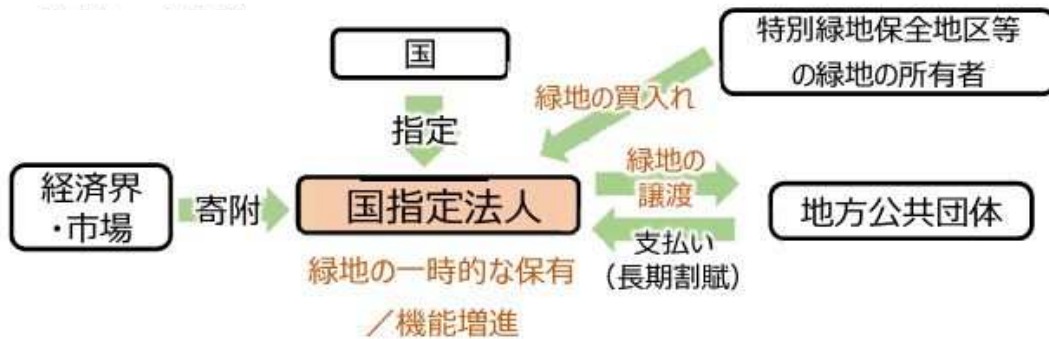 国
特別緑地保全地区等
の緑地の所有者
緑地の買入れ
指定
経済界
・市場
寄附
国指定法人
緑地の
譲渡
地方公共団体
支払い
(長期割賦)
緑地の一時的な保有
／機能増進